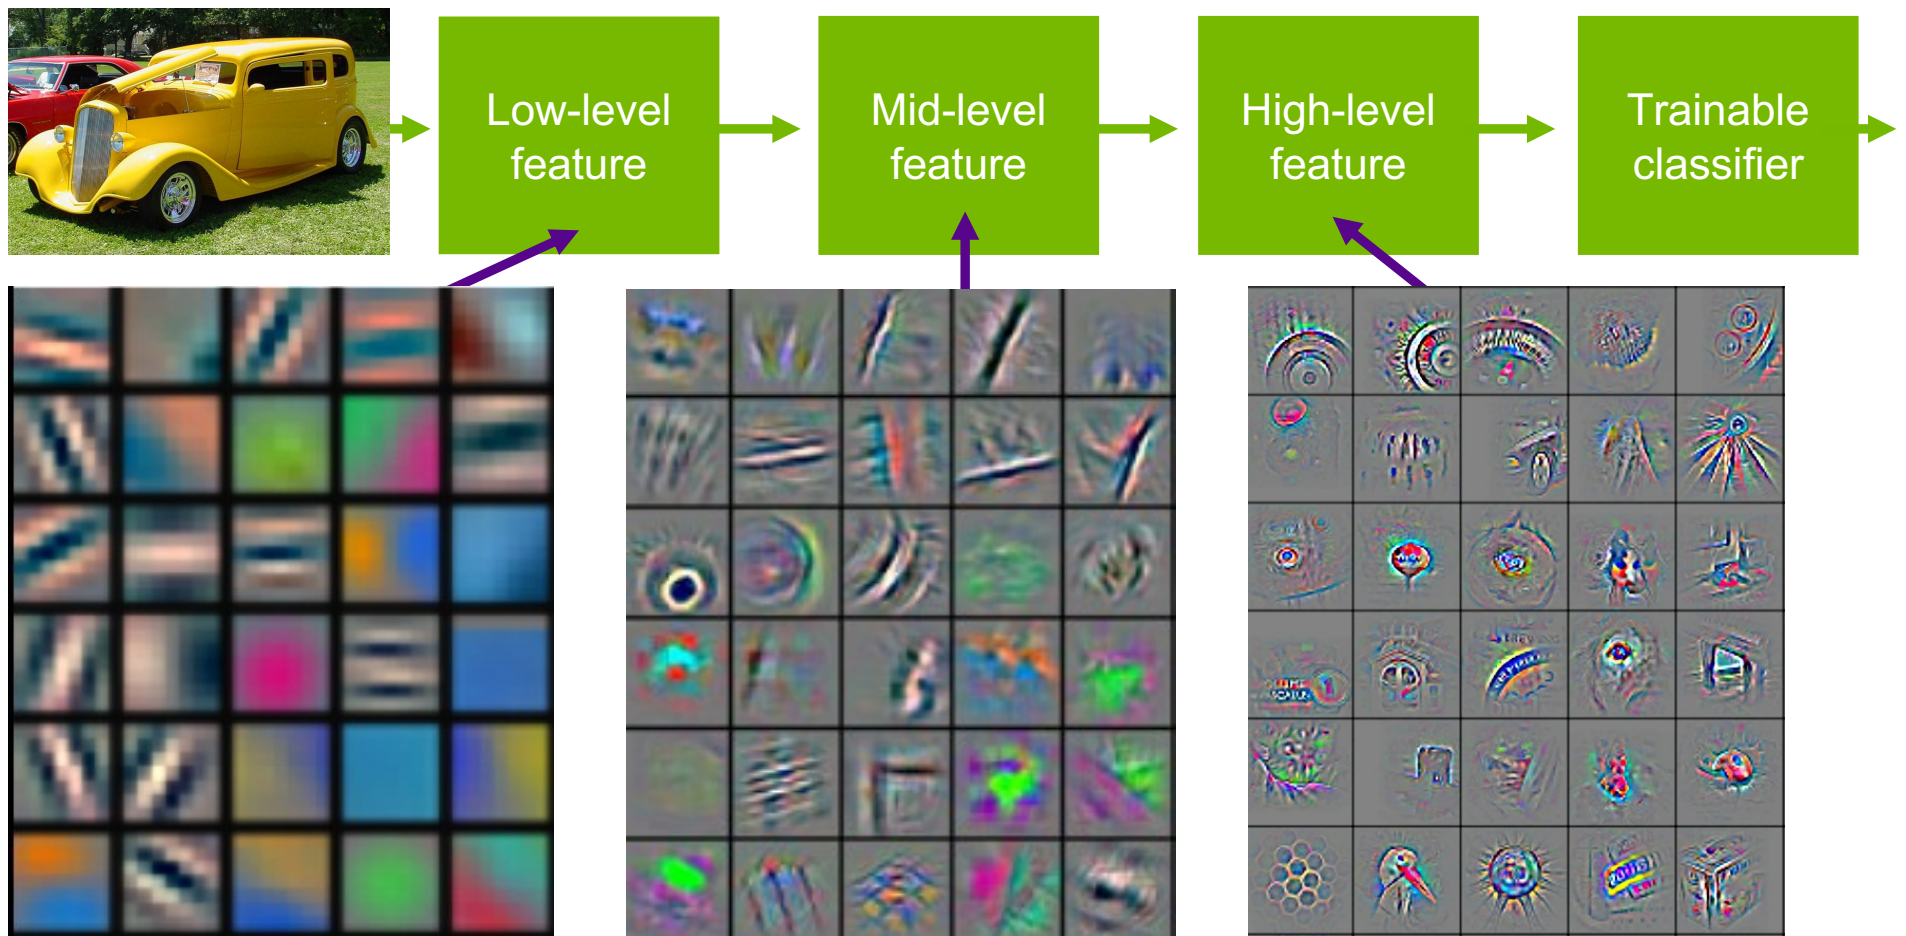 Low-level
feature
Mid-level
feature
High-level
feature
Trainable
classifier